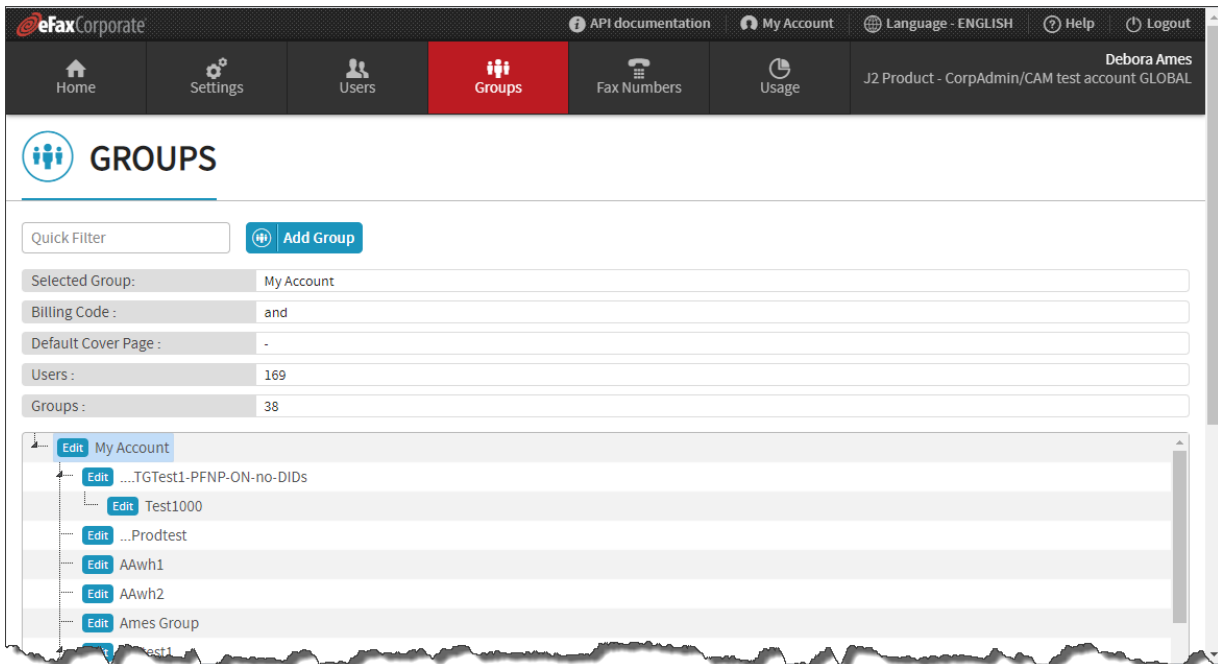 eFaxCorporate
API documentation My Account Language - ENGLISH Help Logout
Home Settings Users Groups Fax Numbers Usage
Debora Ames
J2 Product - CorpAdmin/CAM test account GLOBAL
GROUPS
Quick Filter Add Group
Selected Group: My Account
Billing Code : and
Default Cover Page : -
Users : 169
Groups : 38
Edit My Account
Edit ....TGTest1-PFNP-ON-no-DIDs
Edit Test1000
Edit ...Prodtest
Edit AAwh1
Edit AAwh2
Edit Ames Group